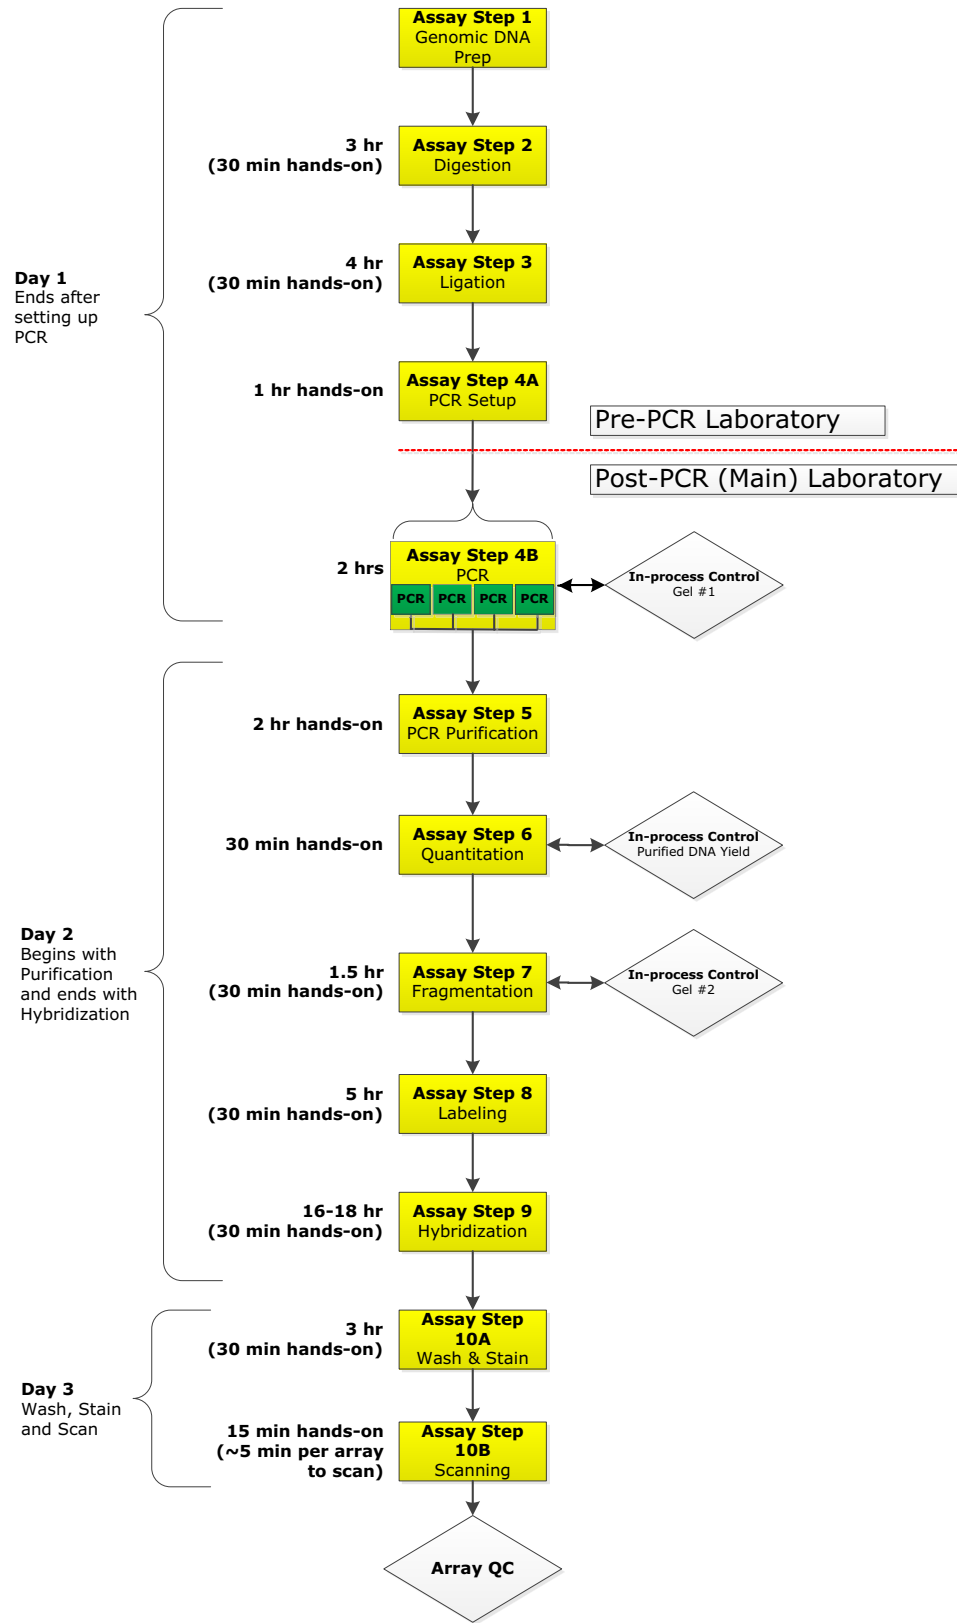 Assay Step 1
Genomic DNA
Prep
3 hr
(30 min hands-on)
Assay Step 2
Digestion
4 hr
(30 min hands-on)
Assay Step 3
Ligation
Day 1
Ends after
setting up
PCR
1 hr hands-on
Assay Step 4A
PCR Setup
Pre-PCR Laboratory
Post-PCR (Main) Laboratory
2 hrs
Assay Step 4B
PCR
PCR PCR PCR PCR
In-process Control
Gel #1
2 hr hands-on
Assay Step 5
PCR Purification
30 min hands-on
Assay Step 6
Quantitation
In-process Control
Purified DNA Yield
Day 2
Begins with
Purification
and ends with
Hybridization
1.5 hr
(30 min hands-on)
Assay Step 7
Fragmentation
In-process Control
Gel #2
5 hr
(30 min hands-on)
Assay Step 8
Labeling
16-18 hr
(30 min hands-on)
Assay Step 9
Hybridization
3 hr
(30 min hands-on)
Assay Step
10A
Wash & Stain
Day 3
Wash, Stain
and Scan
15 min hands-on
(~5 min per array
to scan)
Assay Step
10B
Scanning
Array QC